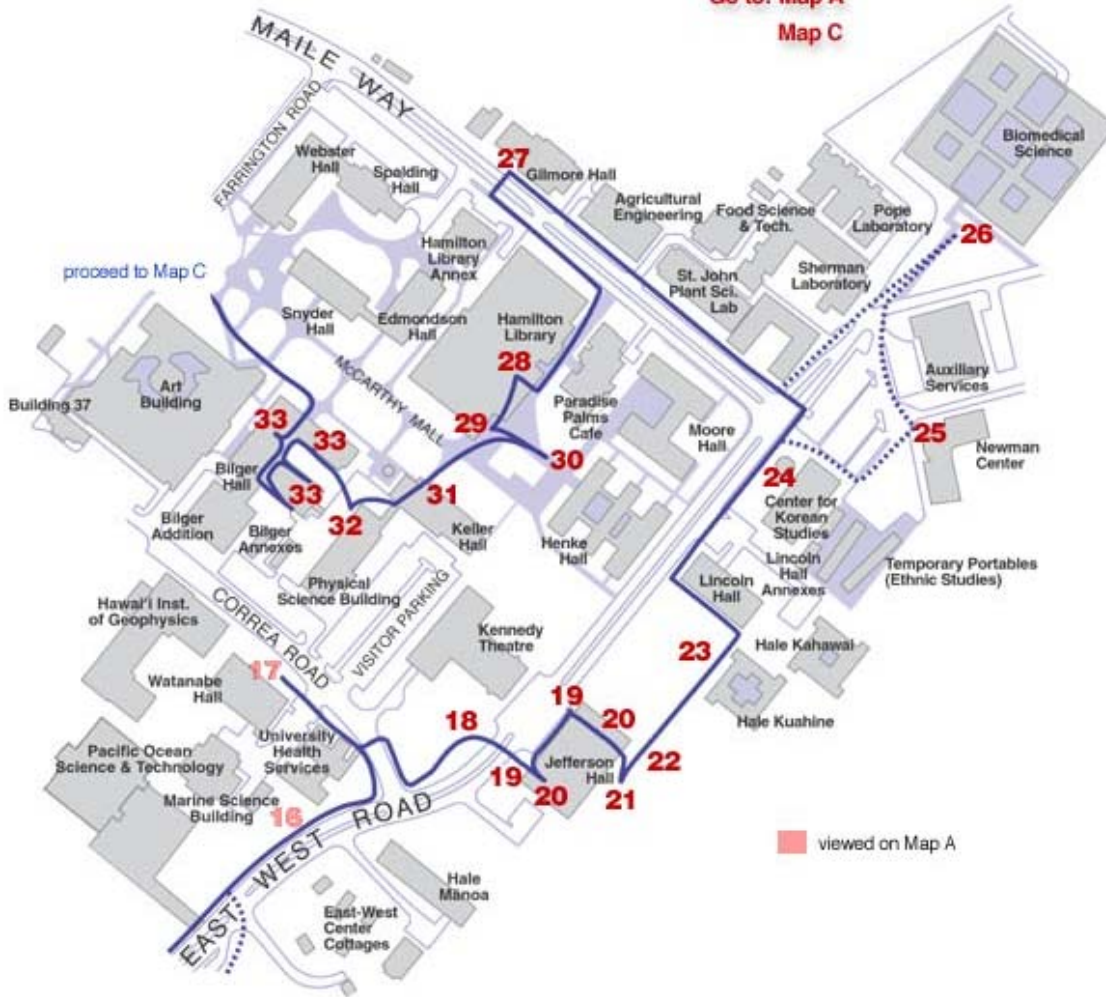 Go to: Map A
Map C
MAILE WAY
FARRINGTON ROAD
Webster
Hall
Spalding
Hall
27
Gilmore Hall
Agricultural
Engineering
Food Science
& Tech.
Pope
Laboratory
Biomedical
Science
26
Hamilton
Library
Annex
St. John
Plant Sci.
Lab
Sherman
Laboratory
proceed to Map C
Snyder
Hall
Edmondson
Hall
Hamilton
Library
28
McCARTHY MALL
Art
Building
Building 37
Paradise
Palms
Cafe
Moore
Hall
Auxiliary
Services
25
Newman
Center
33
33
29
30
24
Center for
Korean
Studies
Bilger
Hall
33
31
32
Keller
Hall
Bilger
Addition
Bilger
Annexes
Henke
Hall
Lincoln
Hall
Lincoln
Hall
Annexes
Temporary Portables
(Ethnic Studies)
Physical
Science Building
Hawai'i Inst.
of Geophysics
CORREA ROAD
VISITOR PARKING
Kennedy
Theatre
23
Hale Kahawai
17
Watanabe
Hall
Hale Kuahine
18
19
20
University
Health
Services
Pacific Ocean
Science & Technology
Jefferson
Hall
22
19
20
21
Marine Science
Building
16
EAST WEST ROAD
viewed on Map A
Hale
Mānoa
East-West
Center
Cottages